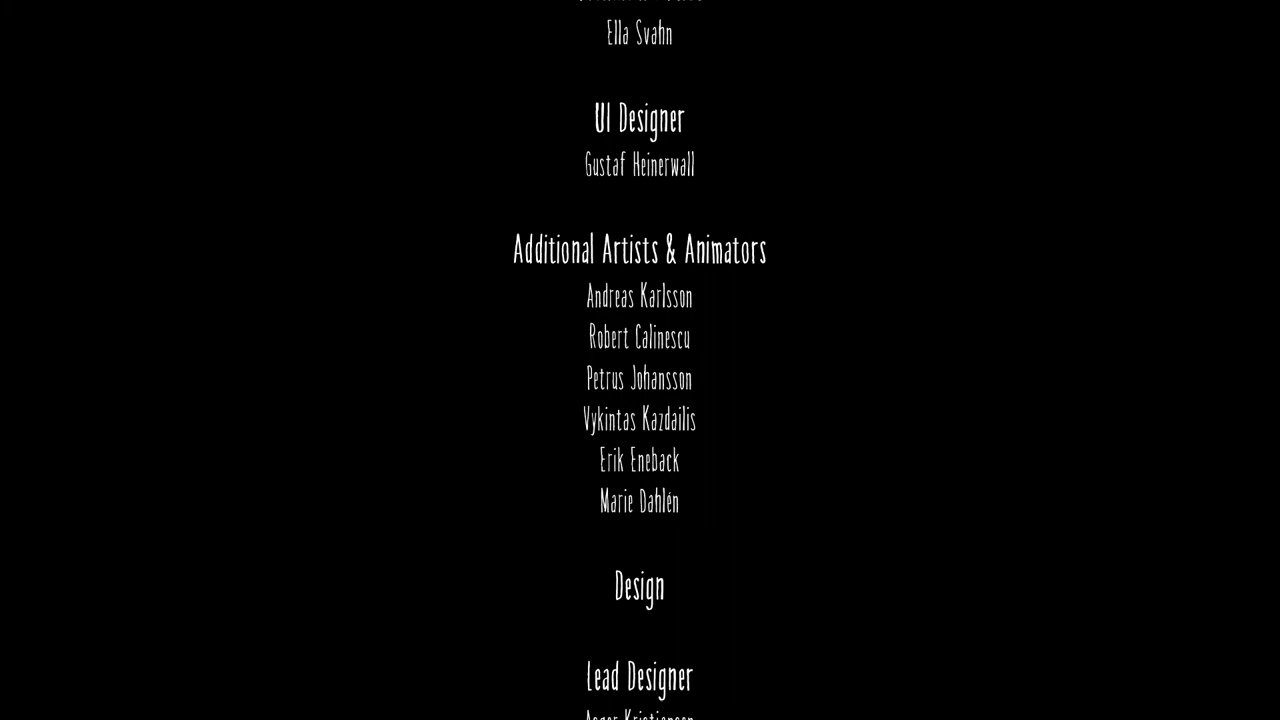 Ella Svahn
UI Designer
Gustaf Heinerwall
Additional Artists & Animators
Andreas Karlsson
Robert Calinescu
Petrus Johansson
Vykintas Kazdailis
Erik Eneback
Marie Dahlén
Design
Lead Designer